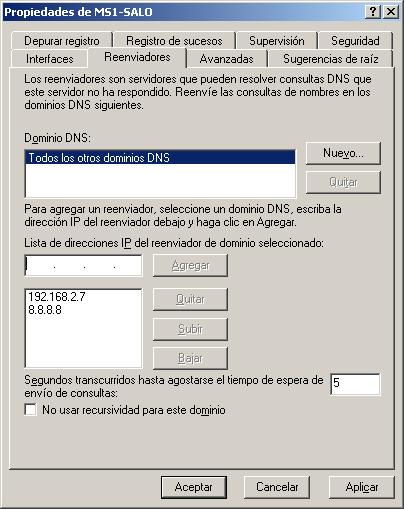 Propiedades de MS1-SALO
Depurar registro
Registro de sucesos
Supervisión
Seguridad
Interfaces
Reenviadores
Avanzadas
Sugerencias de raíz
Los reenviadores son servidores que pueden resolver consultas DNS que
este servidor no ha respondido. Reenvíe las consultas de nombres en los
dominios DNS siguientes.
Dominio DNS:
Todos los otros dominios DNS
Nuevo...
Quitar
Para agregar un reenviador, seleccione un dominio DNS, escriba la
dirección IP del reenviador debajo y haga clic en Agregar.
Lista de direcciones IP del reenviador de dominio seleccionado:
. . .
Agregar
192.168.2.7
8.8.8.8
Quitar
Subir
Bajar
Segundos transcurridos hasta agostarse el tiempo de espera de
envío de consultas:
5
No usar recursividad para este dominio
Aceptar
Cancelar
Aplicar